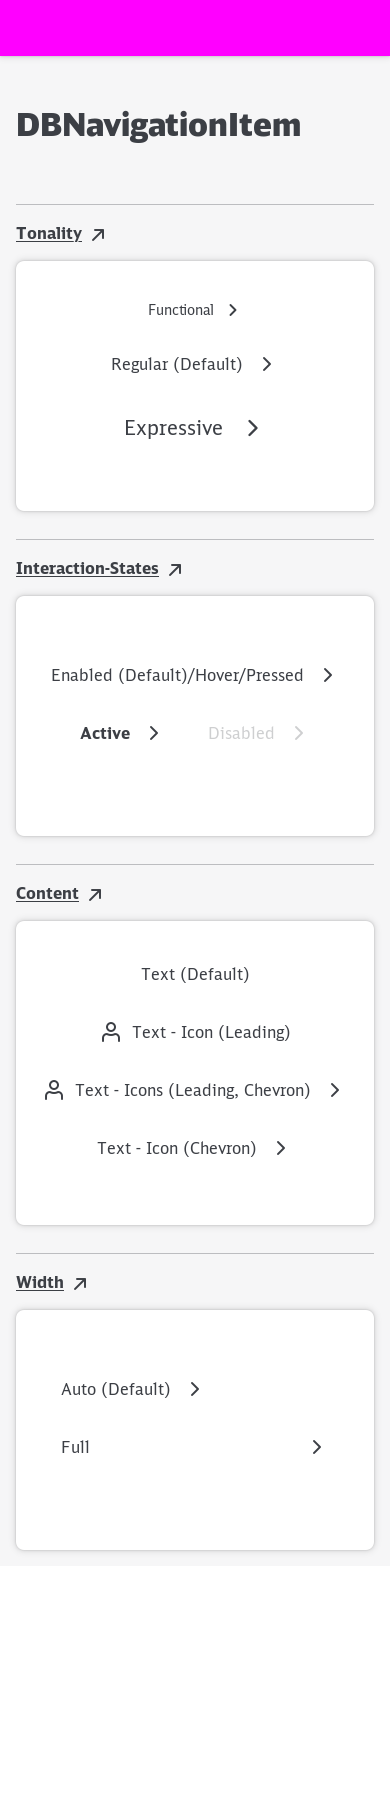 DBNavigationItem
Tonality
Functional
Regular (Default)
Expressive
Interaction-States
Enabled (Default)/Hover/Pressed
Active Disabled
Content
Text (Default)
Text - Icon (Leading)
Text - Icons (Leading, Chevron)
Text - Icon (Chevron)
Width
Auto (Default)
Full